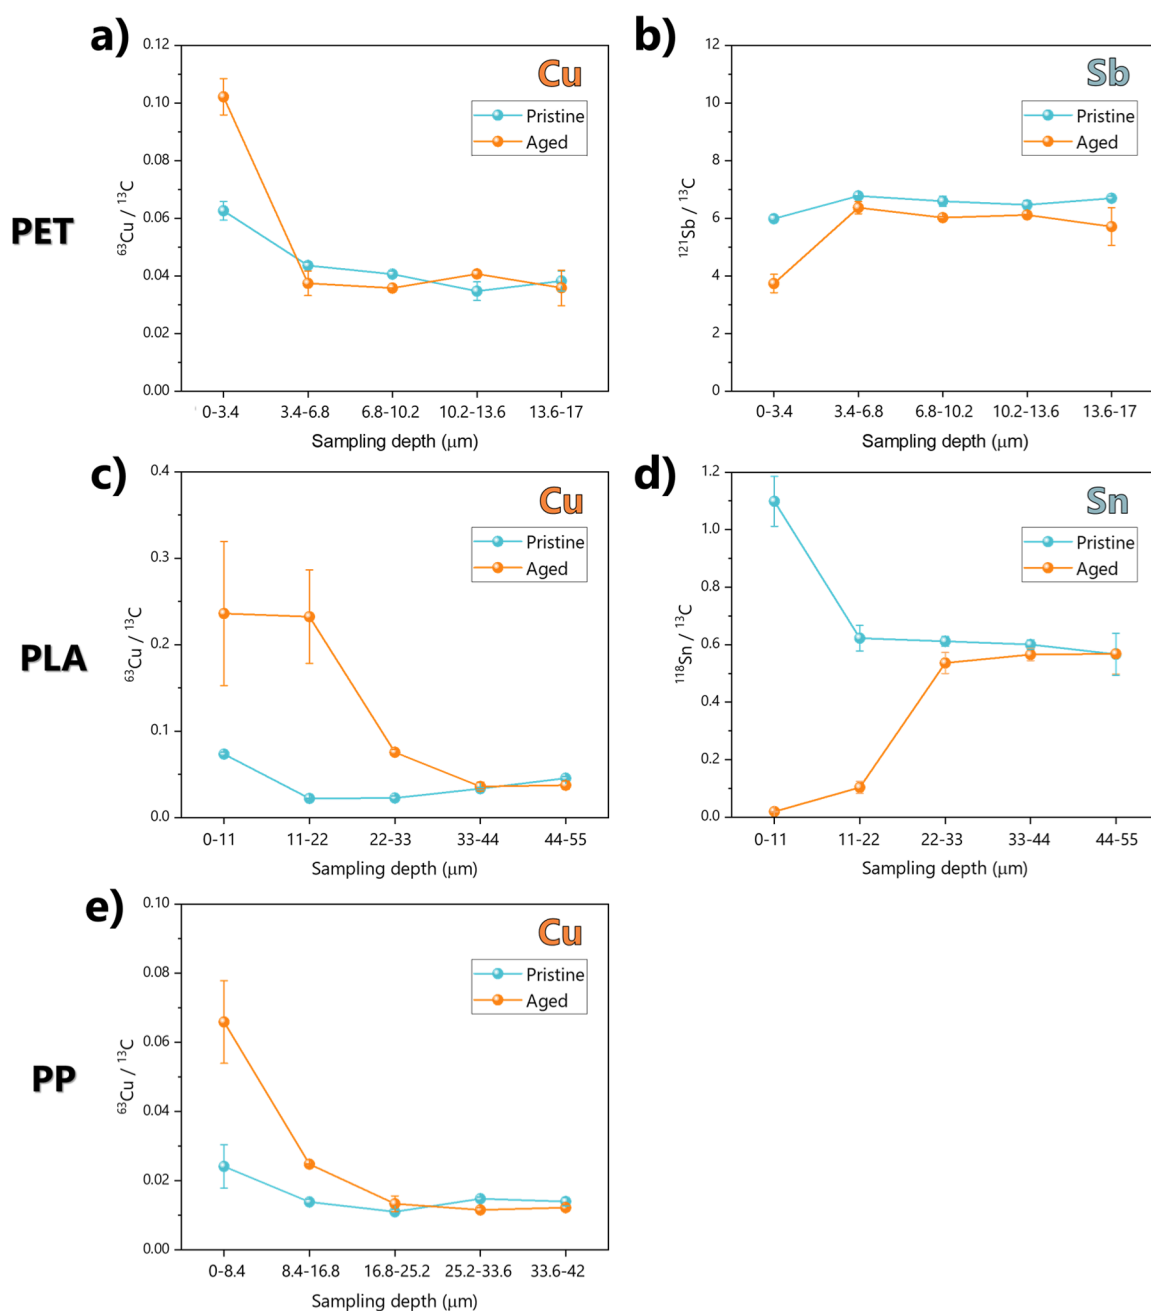 a)
Cu
Pristine
Aged
0.12
0.10
0.08
0.06
0.04
0.02
0.00
⁶³Cu / ¹³C
0-3.4
3.4-6.8
6.8-10.2
10.2-13.6
13.6-17
Sampling depth (μm)
b)
Sb
Pristine
Aged
12
10
8
6
4
2
0
¹²¹Sb / ¹³C
0-3.4
3.4-6.8
6.8-10.2
10.2-13.6
13.6-17
Sampling depth (μm)
PET
c)
Cu
Pristine
Aged
0.4
0.3
0.2
0.1
0.0
⁶³Cu / ¹³C
0-11
11-22
22-33
33-44
44-55
Sampling depth (μm)
d)
Sn
Pristine
Aged
1.2
1.0
0.8
0.6
0.4
0.2
0.0
¹¹⁸Sn / ¹³C
0-11
11-22
22-33
33-44
44-55
Sampling depth (μm)
PLA
e)
Cu
Pristine
Aged
0.10
0.08
0.06
0.04
0.02
0.00
⁶³Cu / ¹³C
0-8.4
8.4-16.8
16.8-25.2
25.2-33.6
33.6-42
Sampling depth (μm)
PP